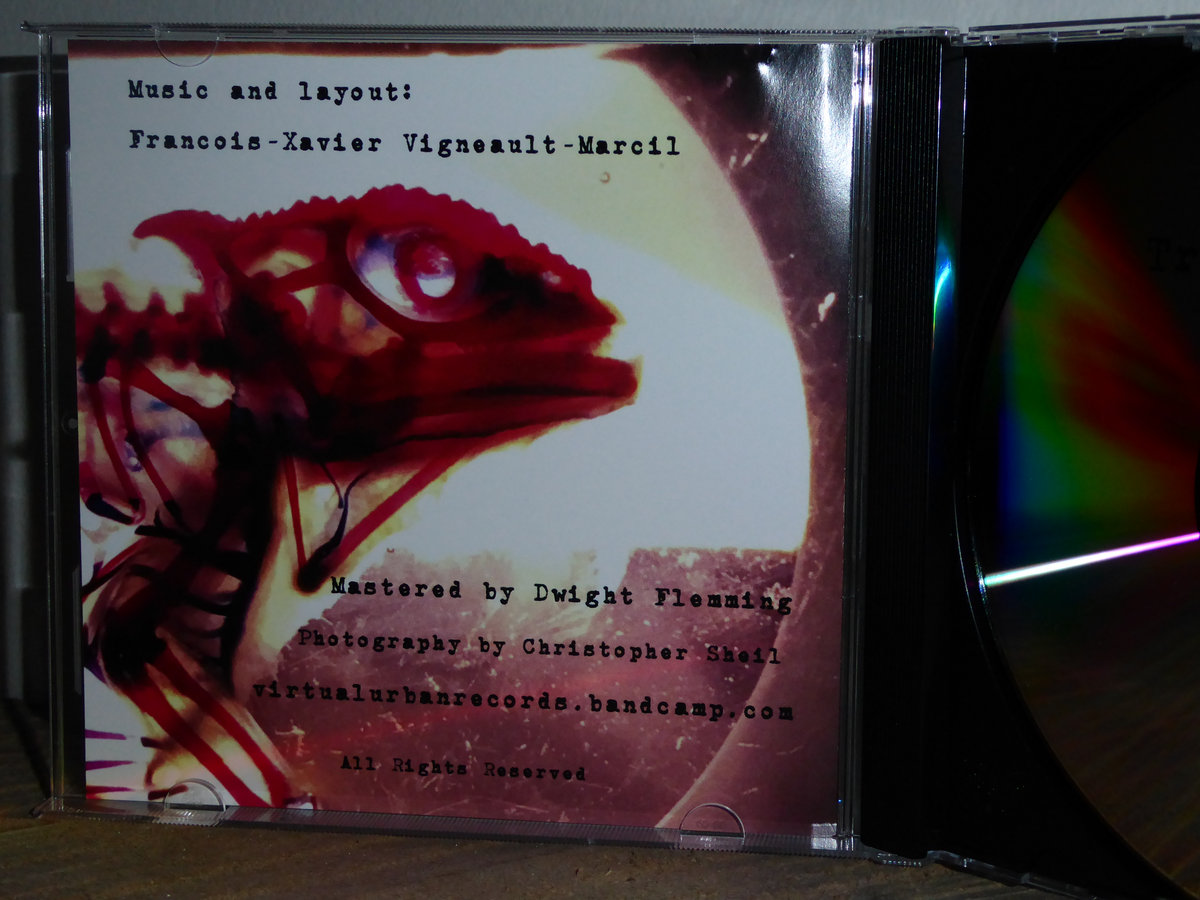 Music and layout:
Francois-Xavier Vigneault-Marcil
Mastered by Dwight Flemming
Photography by Christopher Sheil
virtualurbanrecords.bandcamp.com
All Rights Reserved